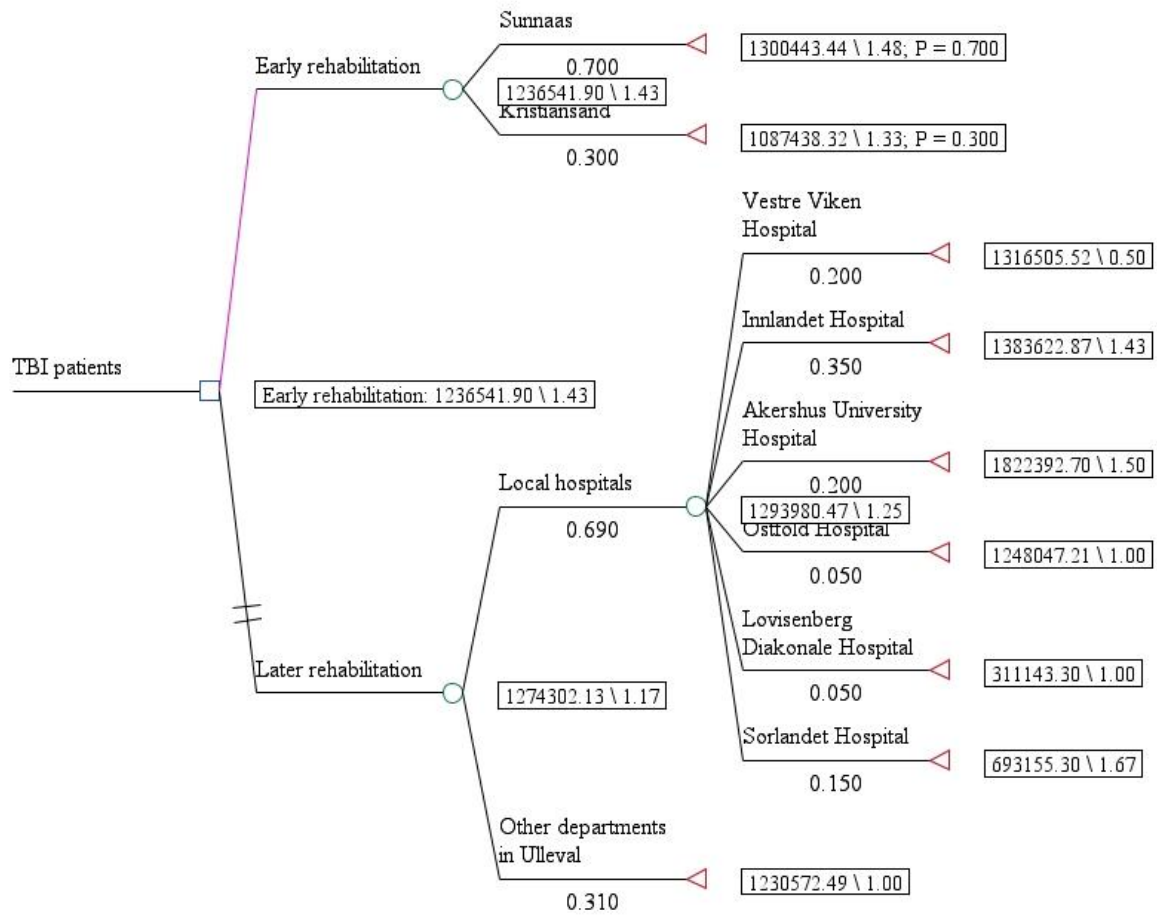 Sunnaas
Early rehabilitation
0.700
1300443.44 \ 1.48; P = 0.700
1236541.90 \ 1.43
Kristiansand
0.300
1087438.32 \ 1.33; P = 0.300
Vestre Viken
Hospital
0.200
1316505.52 \ 0.50
Innlandet Hospital
0.350
1383622.87 \ 1.43
TBI patients
Early rehabilitation: 1236541.90 \ 1.43
Akershus University
Hospital
0.200
1822392.70 \ 1.50
Local hospitals
0.690
1293980.47 \ 1.25
Ostfold Hospital
0.050
1248047.21 \ 1.00
Lovisenberg
Diakonale Hospital
0.050
311143.30 \ 1.00
Later rehabilitation
1274302.13 \ 1.17
Sorlandet Hospital
0.150
693155.30 \ 1.67
Other departments
in Ulleval
0.310
1230572.49 \ 1.00